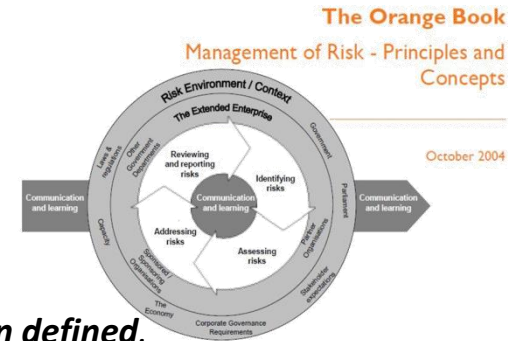 The Orange Book
Management of Risk - Principles and
Concepts
October 2004
Risk Environment / Context
The Extended Enterprise
Laws &
regulations
Other
Government
Departments
Government
Reviewing
and reporting
risks
Identifying
risks
Communication
and learning
Communication
and learning
Communication
and learning
Parliament
Capacity
Addressing
risks
Assessing
risks
Partner
Organisations
Sponsored /
Sponsoring
Organisations
Stakeholder
expectations
The
Economy
Corporate Governance
Requirements
n defined.